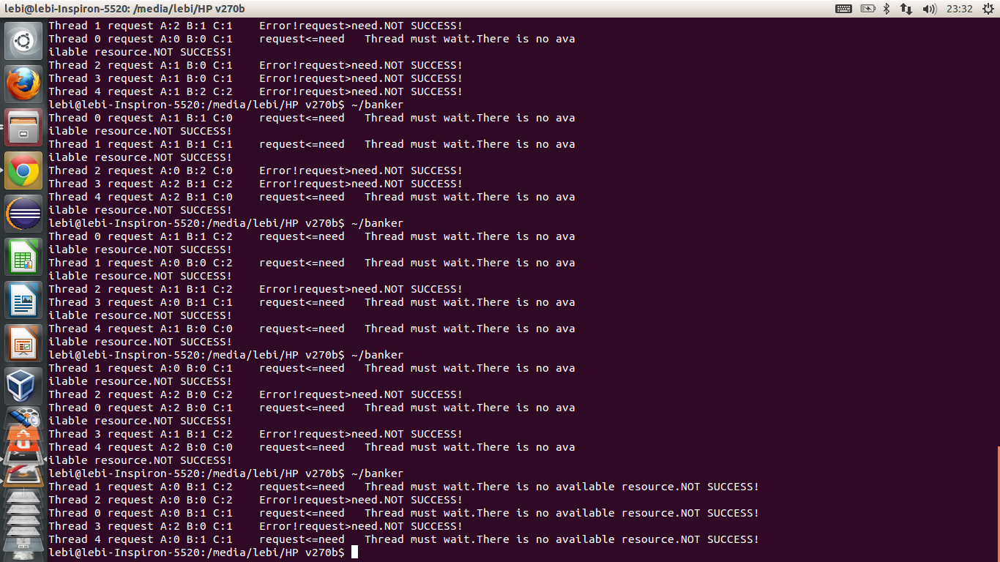 lebi@lebi-Inspiron-5520: /media/lebi/HP v270b 23:32
Thread 1 request A:2 B:1 C:1    Error!request>need.NOT SUCCESS!
Thread 0 request A:0 B:0 C:1    request<=need   Thread must wait.There is no ava
ilable resource.NOT SUCCESS!
Thread 2 request A:1 B:0 C:1    Error!request>need.NOT SUCCESS!
Thread 3 request A:1 B:0 C:1    Error!request>need.NOT SUCCESS!
Thread 4 request A:1 B:2 C:2    Error!request>need.NOT SUCCESS!
lebi@lebi-Inspiron-5520:/media/lebi/HP v270b$ ~/banker
Thread 0 request A:1 B:1 C:0    request<=need   Thread must wait.There is no ava
ilable resource.NOT SUCCESS!
Thread 1 request A:1 B:1 C:1    request<=need   Thread must wait.There is no ava
ilable resource.NOT SUCCESS!
Thread 2 request A:0 B:2 C:0    Error!request>need.NOT SUCCESS!
Thread 3 request A:2 B:1 C:2    Error!request>need.NOT SUCCESS!
Thread 4 request A:2 B:1 C:0    request<=need   Thread must wait.There is no ava
ilable resource.NOT SUCCESS!
lebi@lebi-Inspiron-5520:/media/lebi/HP v270b$ ~/banker
Thread 0 request A:1 B:1 C:2    request<=need   Thread must wait.There is no ava
ilable resource.NOT SUCCESS!
Thread 1 request A:0 B:0 C:2    request<=need   Thread must wait.There is no ava
ilable resource.NOT SUCCESS!
Thread 2 request A:1 B:1 C:2    Error!request>need.NOT SUCCESS!
Thread 3 request A:0 B:1 C:1    request<=need   Thread must wait.There is no ava
ilable resource.NOT SUCCESS!
Thread 4 request A:1 B:0 C:0    request<=need   Thread must wait.There is no ava
ilable resource.NOT SUCCESS!
lebi@lebi-Inspiron-5520:/media/lebi/HP v270b$ ~/banker
Thread 1 request A:0 B:0 C:1    request<=need   Thread must wait.There is no ava
ilable resource.NOT SUCCESS!
Thread 2 request A:2 B:0 C:2    Error!request>need.NOT SUCCESS!
Thread 0 request A:2 B:0 C:1    request<=need   Thread must wait.There is no ava
ilable resource.NOT SUCCESS!
Thread 3 request A:1 B:1 C:2    Error!request>need.NOT SUCCESS!
Thread 4 request A:2 B:0 C:0    request<=need   Thread must wait.There is no ava
ilable resource.NOT SUCCESS!
lebi@lebi-Inspiron-5520:/media/lebi/HP v270b$ ~/banker
Thread 1 request A:0 B:1 C:2    request<=need   Thread must wait.There is no available resource.NOT SUCCESS!
Thread 2 request A:0 B:0 C:2    Error!request>need.NOT SUCCESS!
Thread 0 request A:0 B:1 C:1    request<=need   Thread must wait.There is no available resource.NOT SUCCESS!
Thread 3 request A:2 B:0 C:1    Error!request>need.NOT SUCCESS!
Thread 4 request A:0 B:1 C:1    request<=need   Thread must wait.There is no available resource.NOT SUCCESS!
lebi@lebi-Inspiron-5520:/media/lebi/HP v270b$